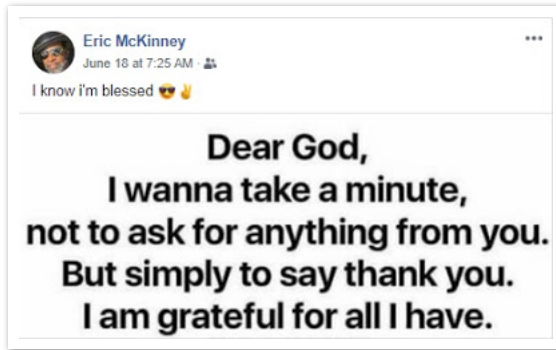 Eric McKinney
June 18 at 7:25 AM ·
I know i'm blessed 😎✌
Dear God,
I wanna take a minute,
not to ask for anything from you.
But simply to say thank you.
I am grateful for all I have.